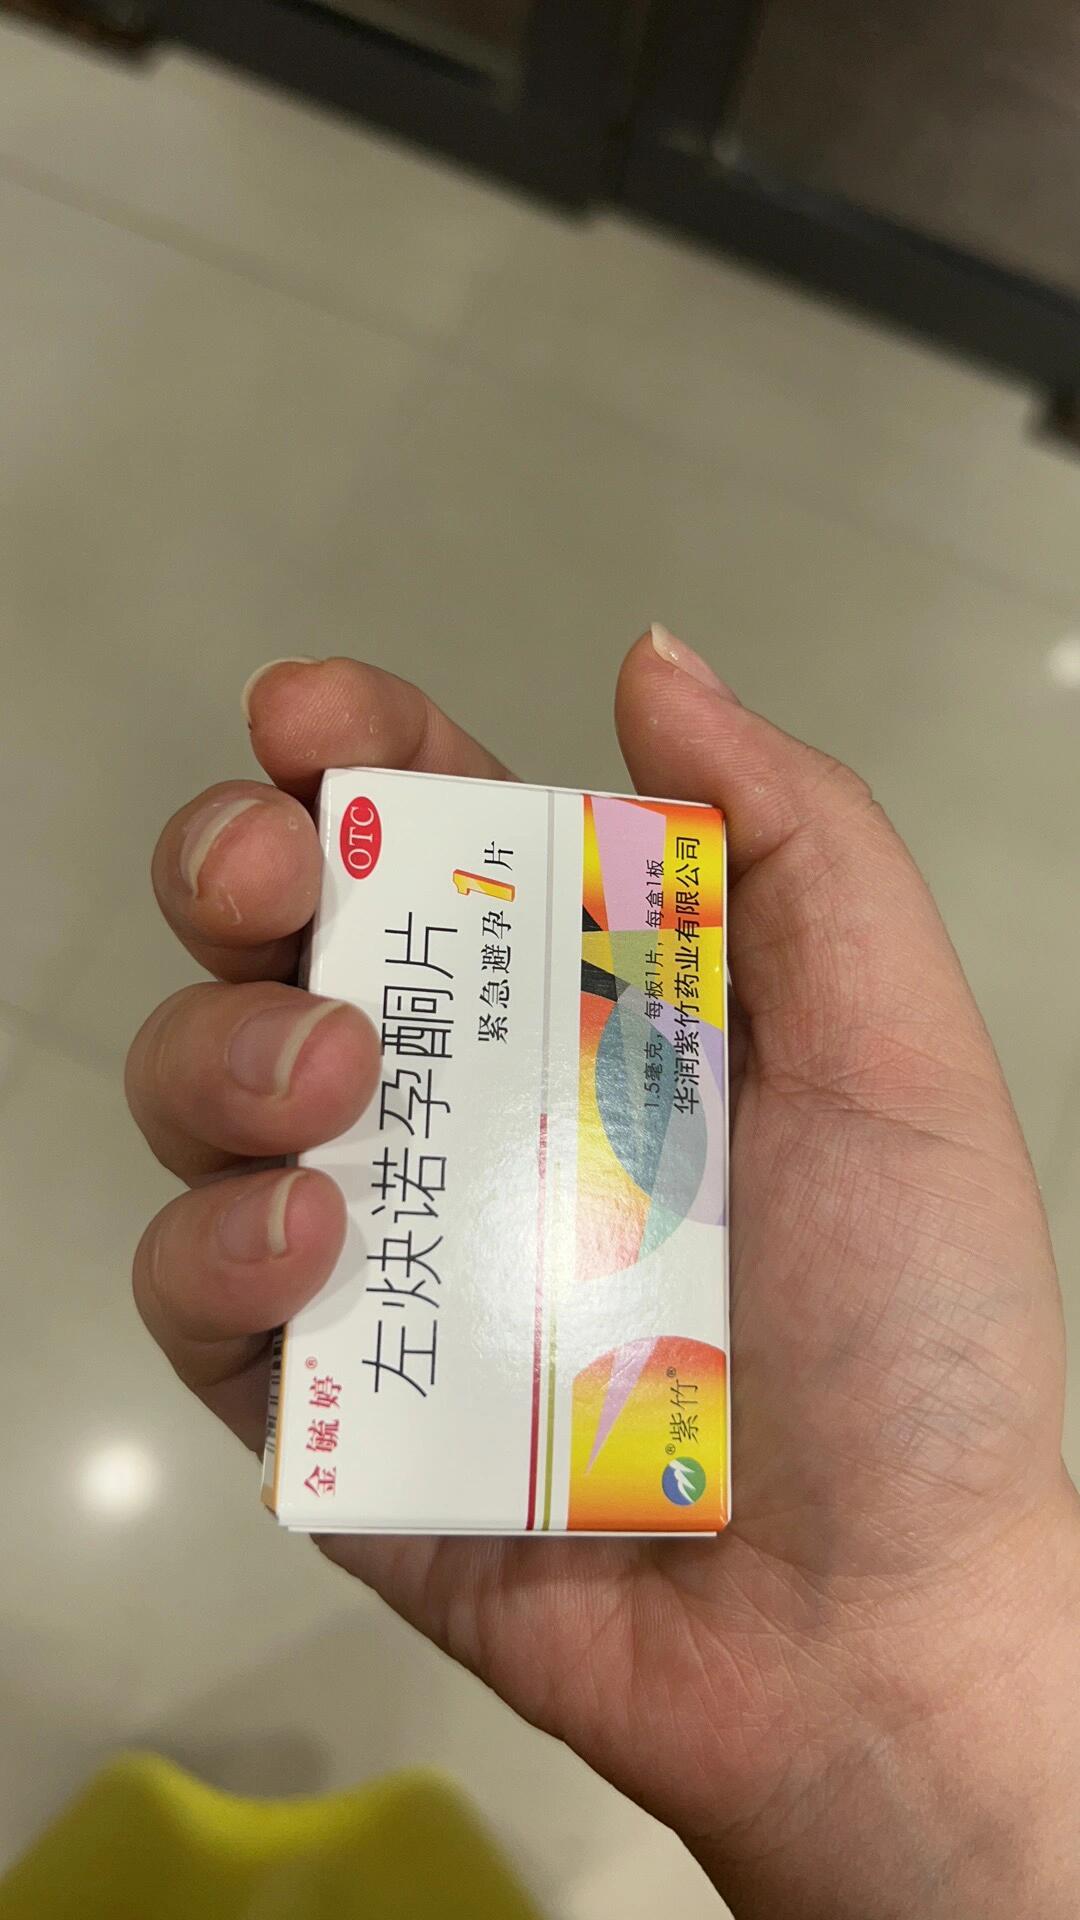 金毓婷®
OTC
左炔诺孕酮片
紧急避孕1片
1.5毫克，每板1片，每盒1板
®紫竹®
华润紫竹药业有限公司